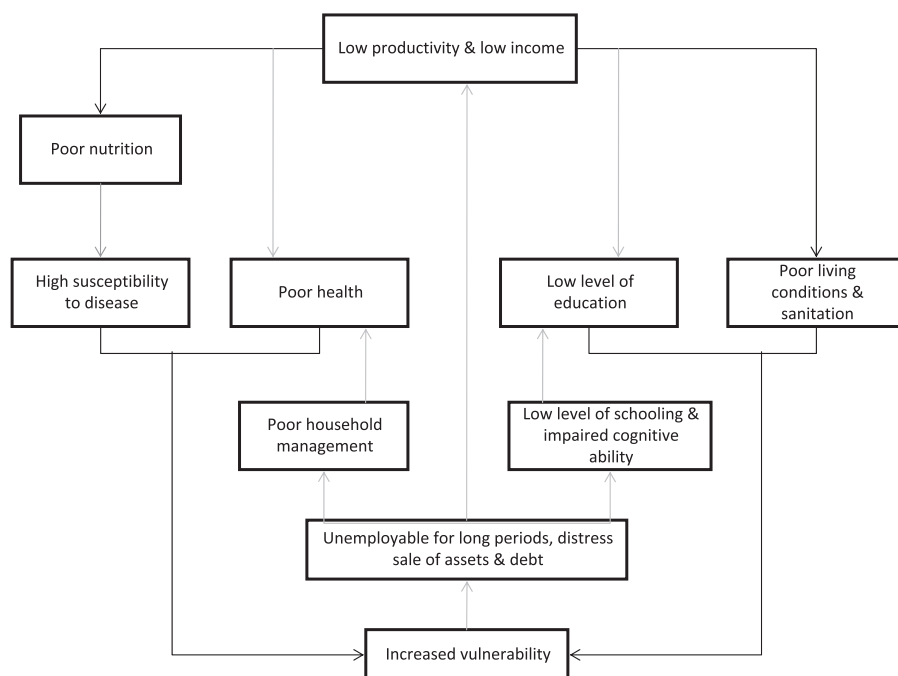 Low productivity & low income
Poor nutrition
High susceptibility
to disease
Poor health
Low level of
education
Poor living
conditions &
sanitation
Poor household
management
Low level of schooling &
impaired cognitive
ability
Unemployable for long periods, distress
sale of assets & debt
Increased vulnerability